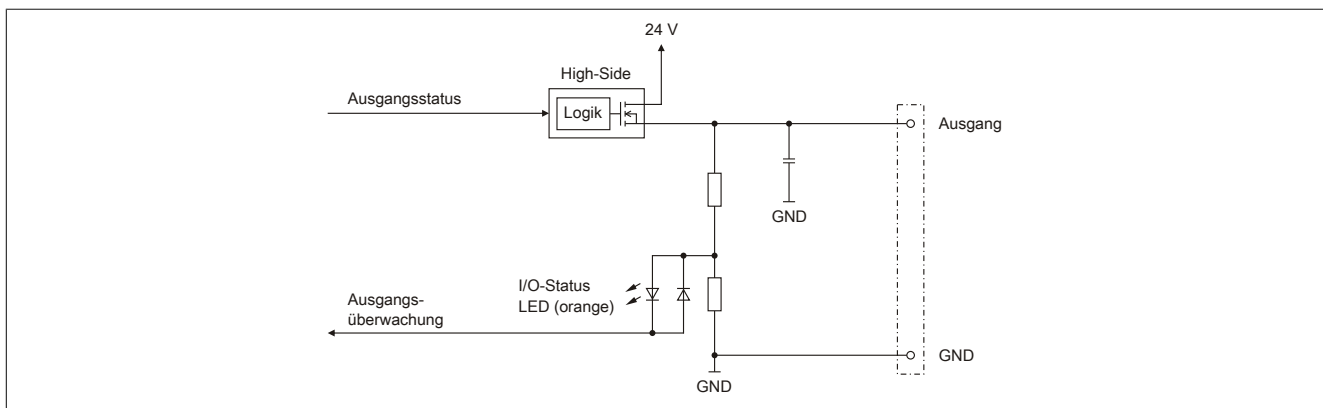 24 V
High-Side
Ausgangsstatus
Logik
Ausgang
GND
I/O-Status
LED (orange)
Ausgangs-
überwachung
GND
GND